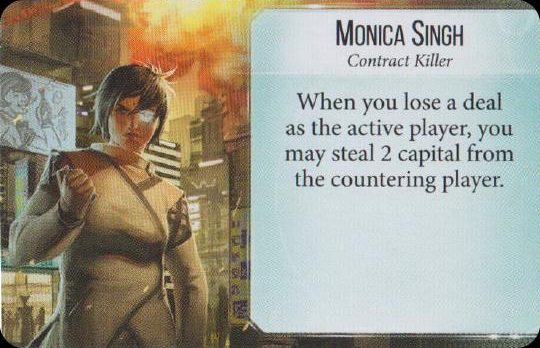 MONICA SINGH
Contract Killer
When you lose a deal
as the active player, you
may steal 2 capital from
the countering player.